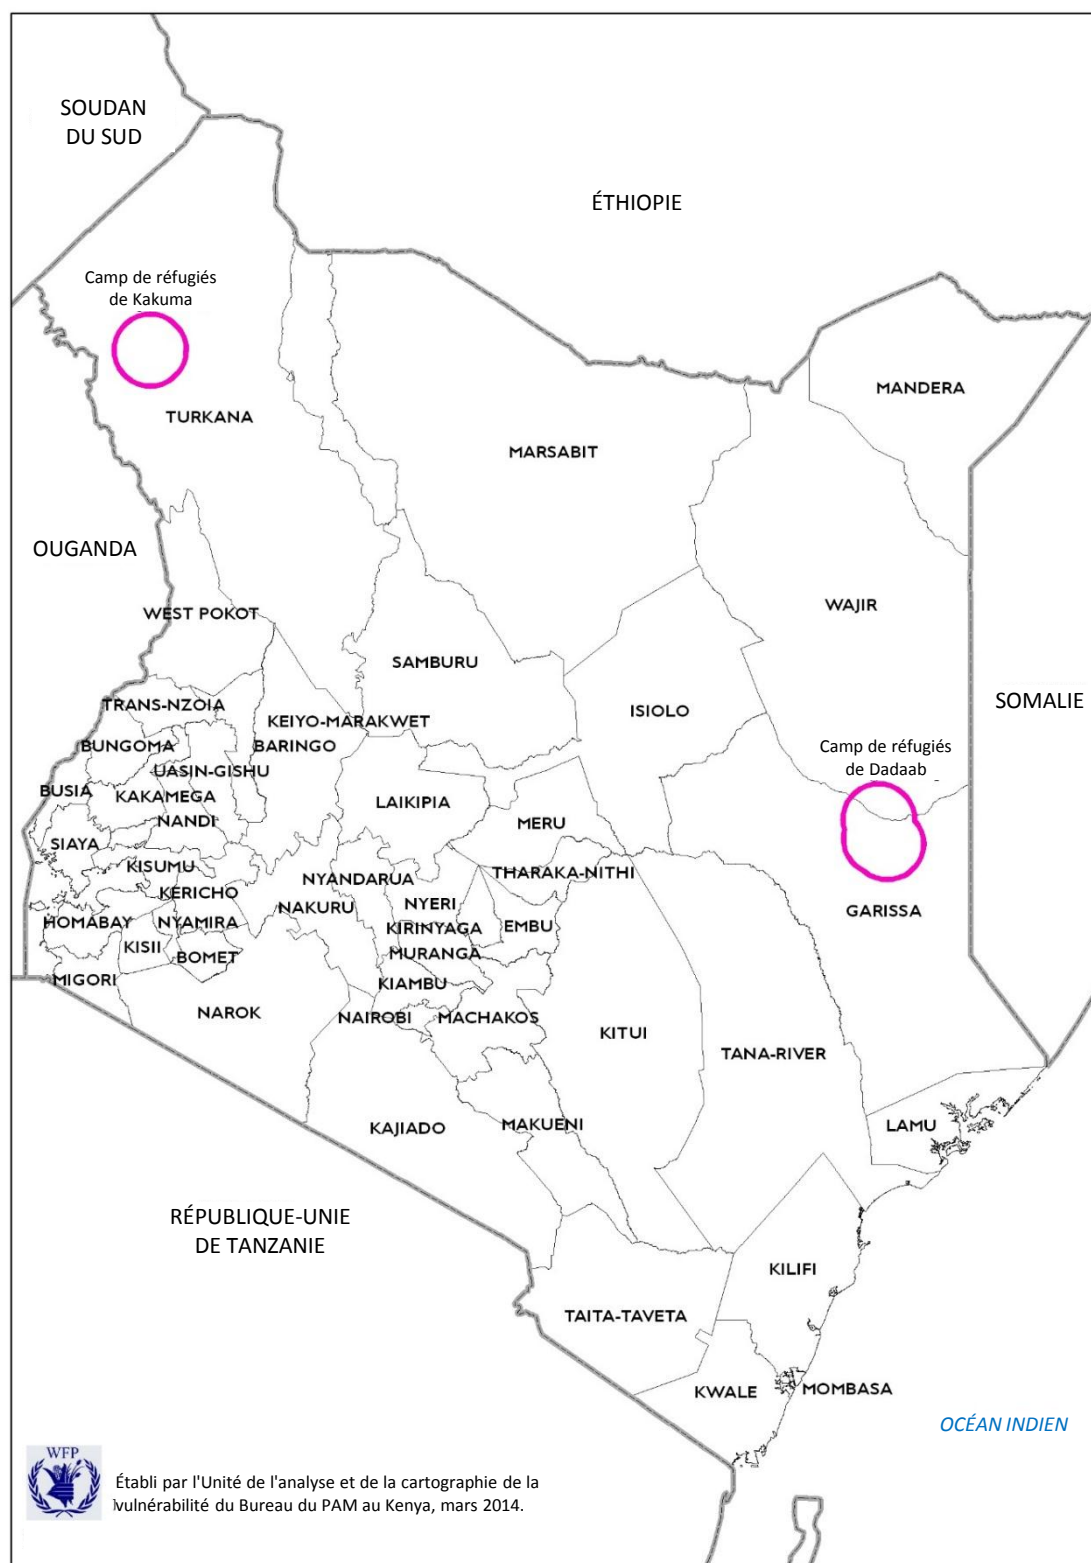 SOUDAN
DU SUD
ÉTHIOPIE
Camp de réfugiés
de Kakuma
MANDERA
TURKANA
MARSABIT
OUGANDA
WEST POKOT
WAJIR
SAMBURU
SOMALIE
TRANS-NZOIA
ISIOLO
KEIYO-MARAKWET
BUNGOMA
BARINGO
Camp de réfugiés
de Dadaab
UASIN-GISHU
BUSIA
KAKAMEGA
LAIKIPIA
NANDI
MERU
SIAYA
KISUMU
THARAKA-NITHI
NYANDARUA
KERICHO
NYERI
NAKURU
GARISSA
HOMABAY
NYAMIRA
KIRINYAGA
EMBU
KISII
BOMET
MURANGA
MIGORI
KIAMBU
NAROK
NAIROBI
MACHAKOS
KITUI
TANA-RIVER
KAJIADO
MAKUENI
LAMU
RÉPUBLIQUE-UNIE
DE TANZANIE
KILIFI
TAITA-TAVETA
KWALE
MOMBASA
OCÉAN INDIEN
WFP
Établi par l'Unité de l'analyse et de la cartographie de la
vulnérabilité du Bureau du PAM au Kenya, mars 2014.